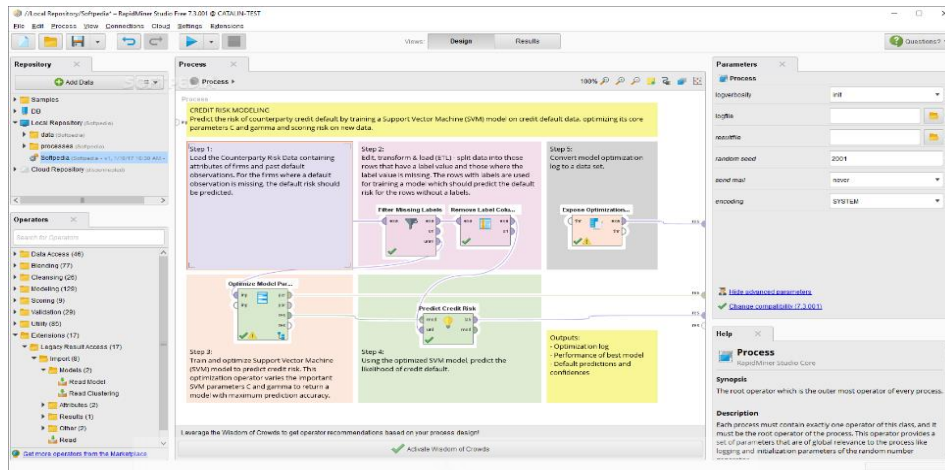 //Local Repository/Softpedia* – RapidMiner Studio Free 7.3.001 @ CATALIN-TEST
File Edit Process View Connections Cloud Settings Extensions
Views: Design Results
Questions?
Repository
Add Data
Samples
DB
Local Repository (Softpedia)
data (Softpedia)
processes (Softpedia)
Softpedia
Cloud Repository
Operators
Search for Operators
Data Access (46)
Blending (77)
Cleansing (26)
Modeling (129)
Scoring (9)
Validation (29)
Utility (85)
Extensions (17)
Legacy Result Access (17)
Import (6)
Models (2)
Read Model
Read Clustering
Attributes (2)
Results (1)
Other (2)
Read
Get more operators from the Marketplace
Process
Process
100%
Process
CREDIT RISK MODELING
Predict the risk of counterparty credit default by training a Support Vector Machine (SVM) model on credit default data, optimizing its core
parameters C and gamma and scoring risk on new data.
Step 1:
Load the Counterparty Risk Data containing
attributes of firms and past default
observations. For the firms where a default
observation is missing, the default risk should
be predicted.
Step 2:
Edit, transform & load (ETL) - split data into those
rows that have a label value and those where the
label value is missing. The rows with labels are used
for training a model which should predict the default
risk for the rows without a labels.
Filter Missing Labels
Remove Label Colu...
Step 5:
Convert model optimization
log to a data set.
Expose Optimization...
Optimize Model Par...
Step 3:
Train and optimize Support Vector Machine
(SVM) model to predict credit risk. This
optimization operator varies the important
SVM parameters C and gamma to return a
model with maximum prediction accuracy.
Predict Credit Risk
Step 4:
Using the optimized SVM model, predict the
likelihood of credit default.
Outputs:
- Optimization log
- Performance of best model
- Default predictions and
confidences
Leverage the Wisdom of Crowds to get operator recommendations based on your process design!
Activate Wisdom of Crowds
Parameters
Process
logverbosity init
logfile
resultfile
random seed 2001
send mail never
encoding SYSTEM
Hide advanced parameters
Change compatibility (7.3.001)
Help
Process
RapidMiner Studio Core
Synopsis
The root operator which is the outer most operator of every process.
Description
Each process must contain exactly one operator of this class, and it
must be the root operator of the process. This operator provides a
set of parameters that are of global relevance to the process like
logging and initialization parameters of the random number